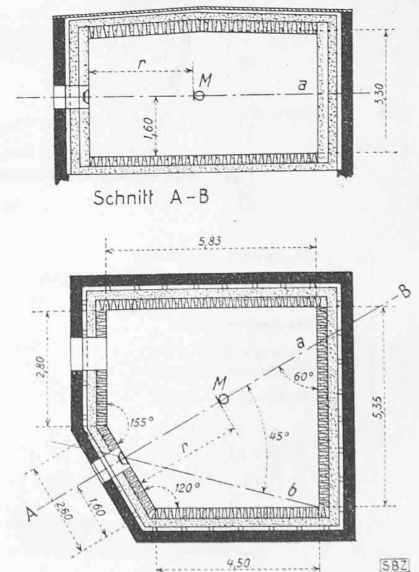 r
M
a
3,30
1,60
Schnitt A-B
5,83
B
a
60°
2,80
M
5,35
155°
r
45°
120°
b
A
2,60
1,60
4,50
SBZ